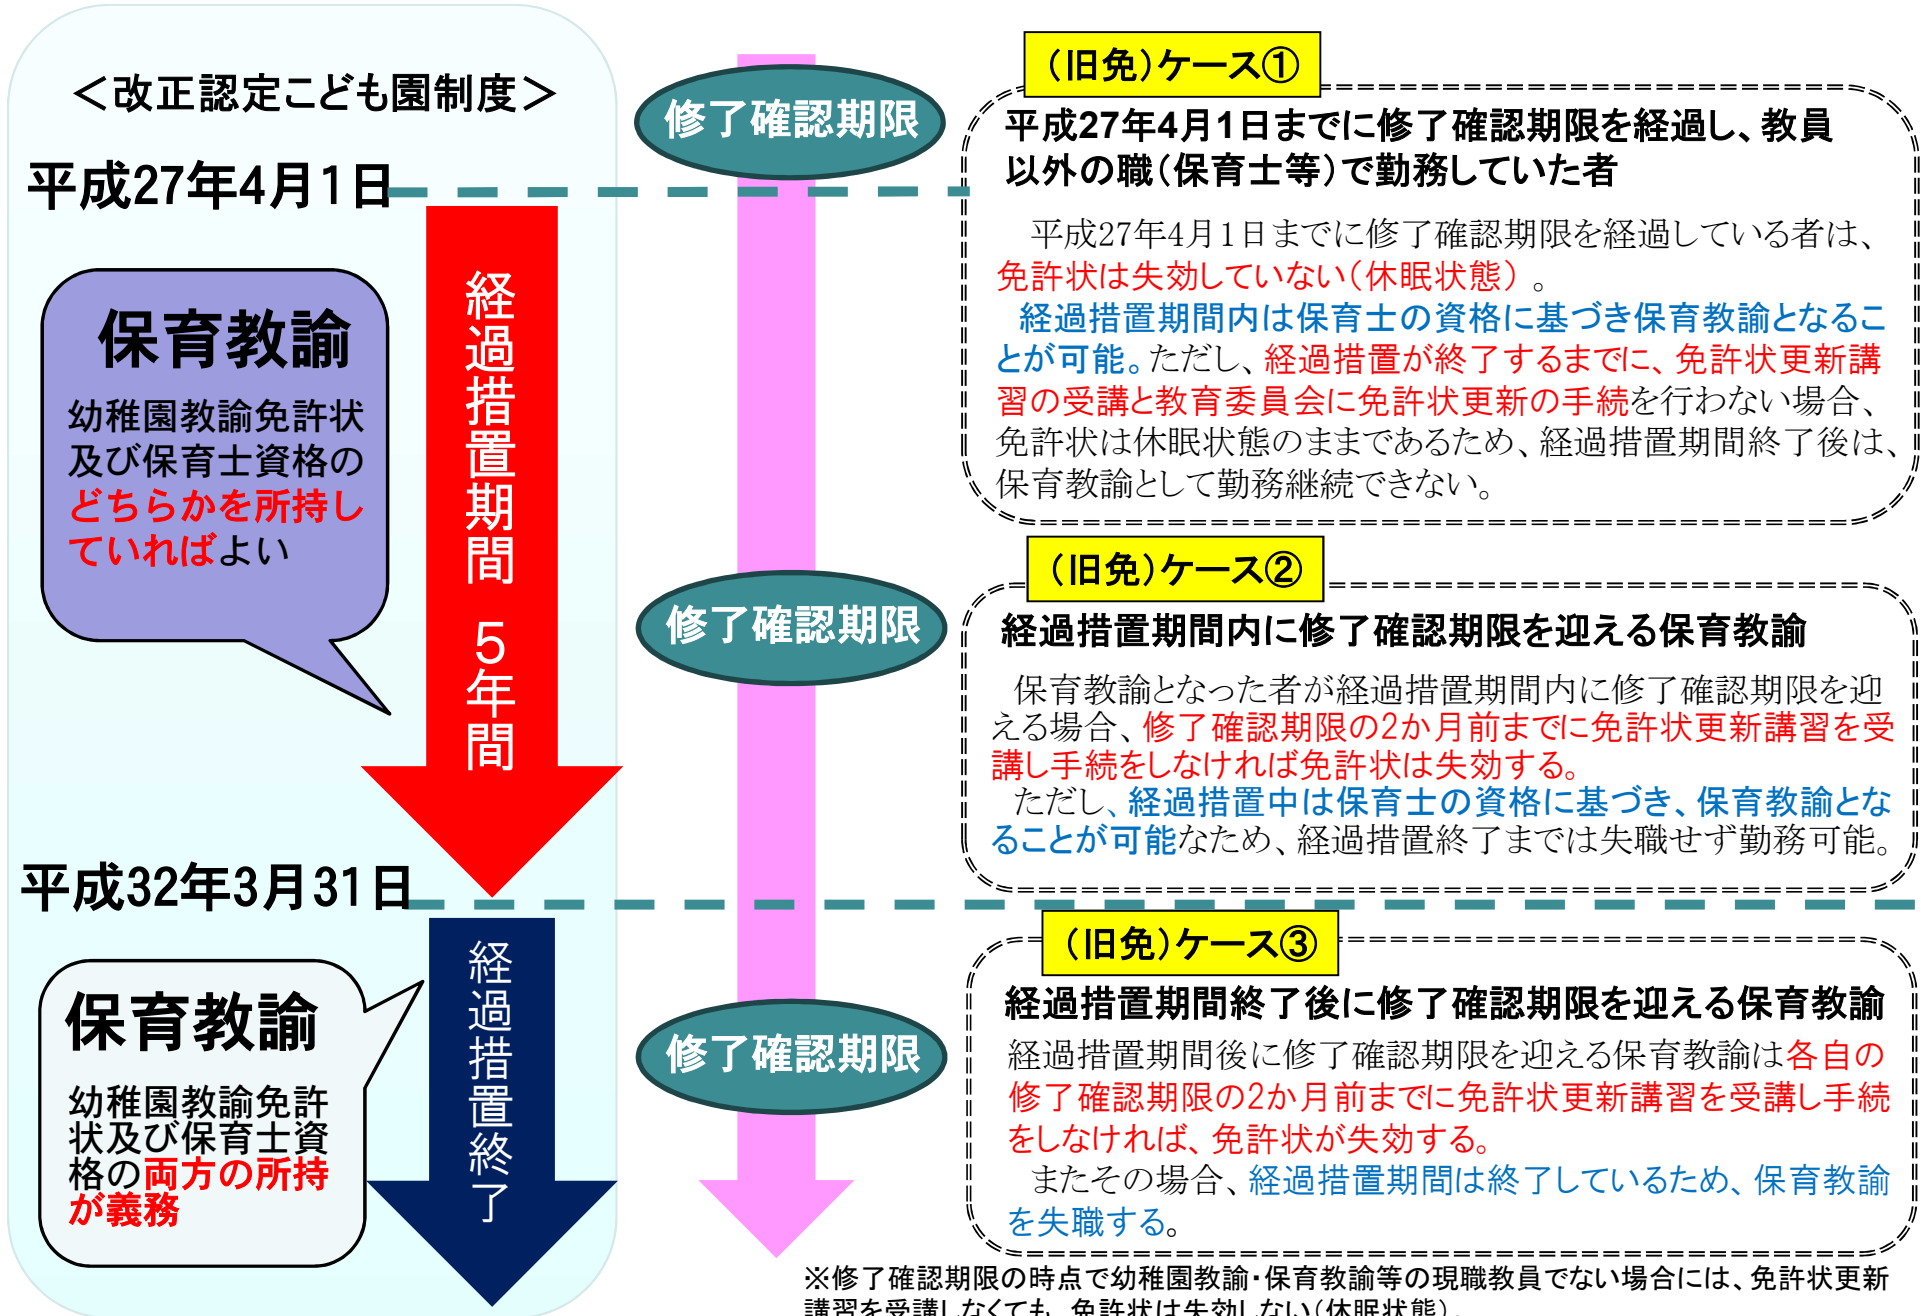 ＜改正認定こども園制度＞
平成27年4月1日
保育教諭
幼稚園教諭免許状
及び保育士資格の
どちらかを所持し
ていればよい
経過措置期間 5年間
平成32年3月31日
保育教諭
幼稚園教諭免許
状及び保育士資
格の両方の所持
が義務
経過措置終了
修了確認期限
修了確認期限
修了確認期限
（旧免）ケース①
平成27年4月1日までに修了確認期限を経過し、教員
以外の職（保育士等）で勤務していた者
平成27年4月1日までに修了確認期限を経過している者は、
免許状は失効していない（休眠状態）。
経過措置期間内は保育士の資格に基づき保育教諭となるこ
とが可能。ただし、経過措置が終了するまでに、免許状更新講
習の受講と教育委員会に免許状更新の手続を行わない場合、
免許状は休眠状態のままであるため、経過措置期間終了後は、
保育教諭として勤務継続できない。
（旧免）ケース②
経過措置期間内に修了確認期限を迎える保育教諭
保育教諭となった者が経過措置期間内に修了確認期限を迎
える場合、修了確認期限の2か月前までに免許状更新講習を受
講し手続をしなければ免許状は失効する。
ただし、経過措置中は保育士の資格に基づき、保育教諭とな
ることが可能なため、経過措置終了までは失職せず勤務可能。
（旧免）ケース③
経過措置期間終了後に修了確認期限を迎える保育教諭
経過措置期間後に修了確認期限を迎える保育教諭は各自の
修了確認期限の2か月前までに免許状更新講習を受講し手続
をしなければ、免許状が失効する。
またその場合、経過措置期間は終了しているため、保育教諭
を失職する。
※修了確認期限の時点で幼稚園教諭・保育教諭等の現職教員でない場合には、免許状更新
講習を受講しなくても、免許状は失効しない（休眠状態）。